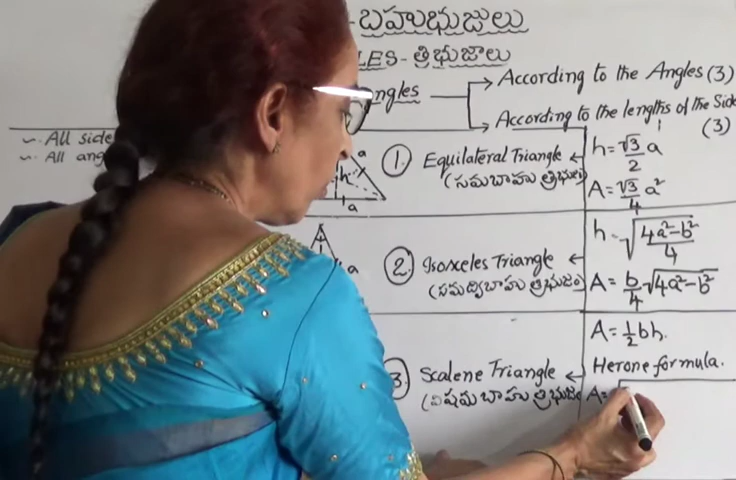 - బహుభుజులు
LES - త్రిభుజాలు
ngles
→ According to the Angles (3)
→ According to the lengths of the Side
(3)
~. All side
~. All ang
a
h
a
① Equilateral Triangle ←
(సమబాహు త్రిభుజం)
h = √3/2 a
A = √3/4 a²
a
② Isosceles Triangle ←
(సమద్విబాహు త్రిభుజం)
h = √(4a²-b²/4)
A = b/4 √4a²-b²
③ Scalene Triangle ←
(విషమ బాహు త్రిభుజం
A = 1/2 bh.
Herone formula.
A = √